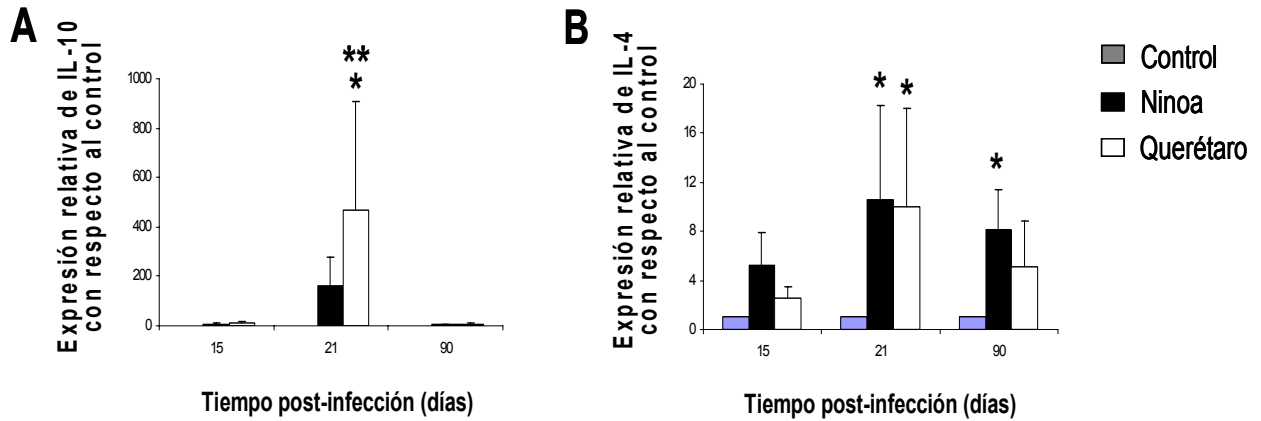 A
Expresión relativa de IL-10
con respecto al control
1000
800
600
400
200
0
**
*
15
21
90
Tiempo post-infección (días)
B
Expresión relativa de IL-4
con respecto al control
20
16
12
8
4
0
*
*
*
15
21
90
Tiempo post-infección (días)
Control
Ninoa
Querétaro